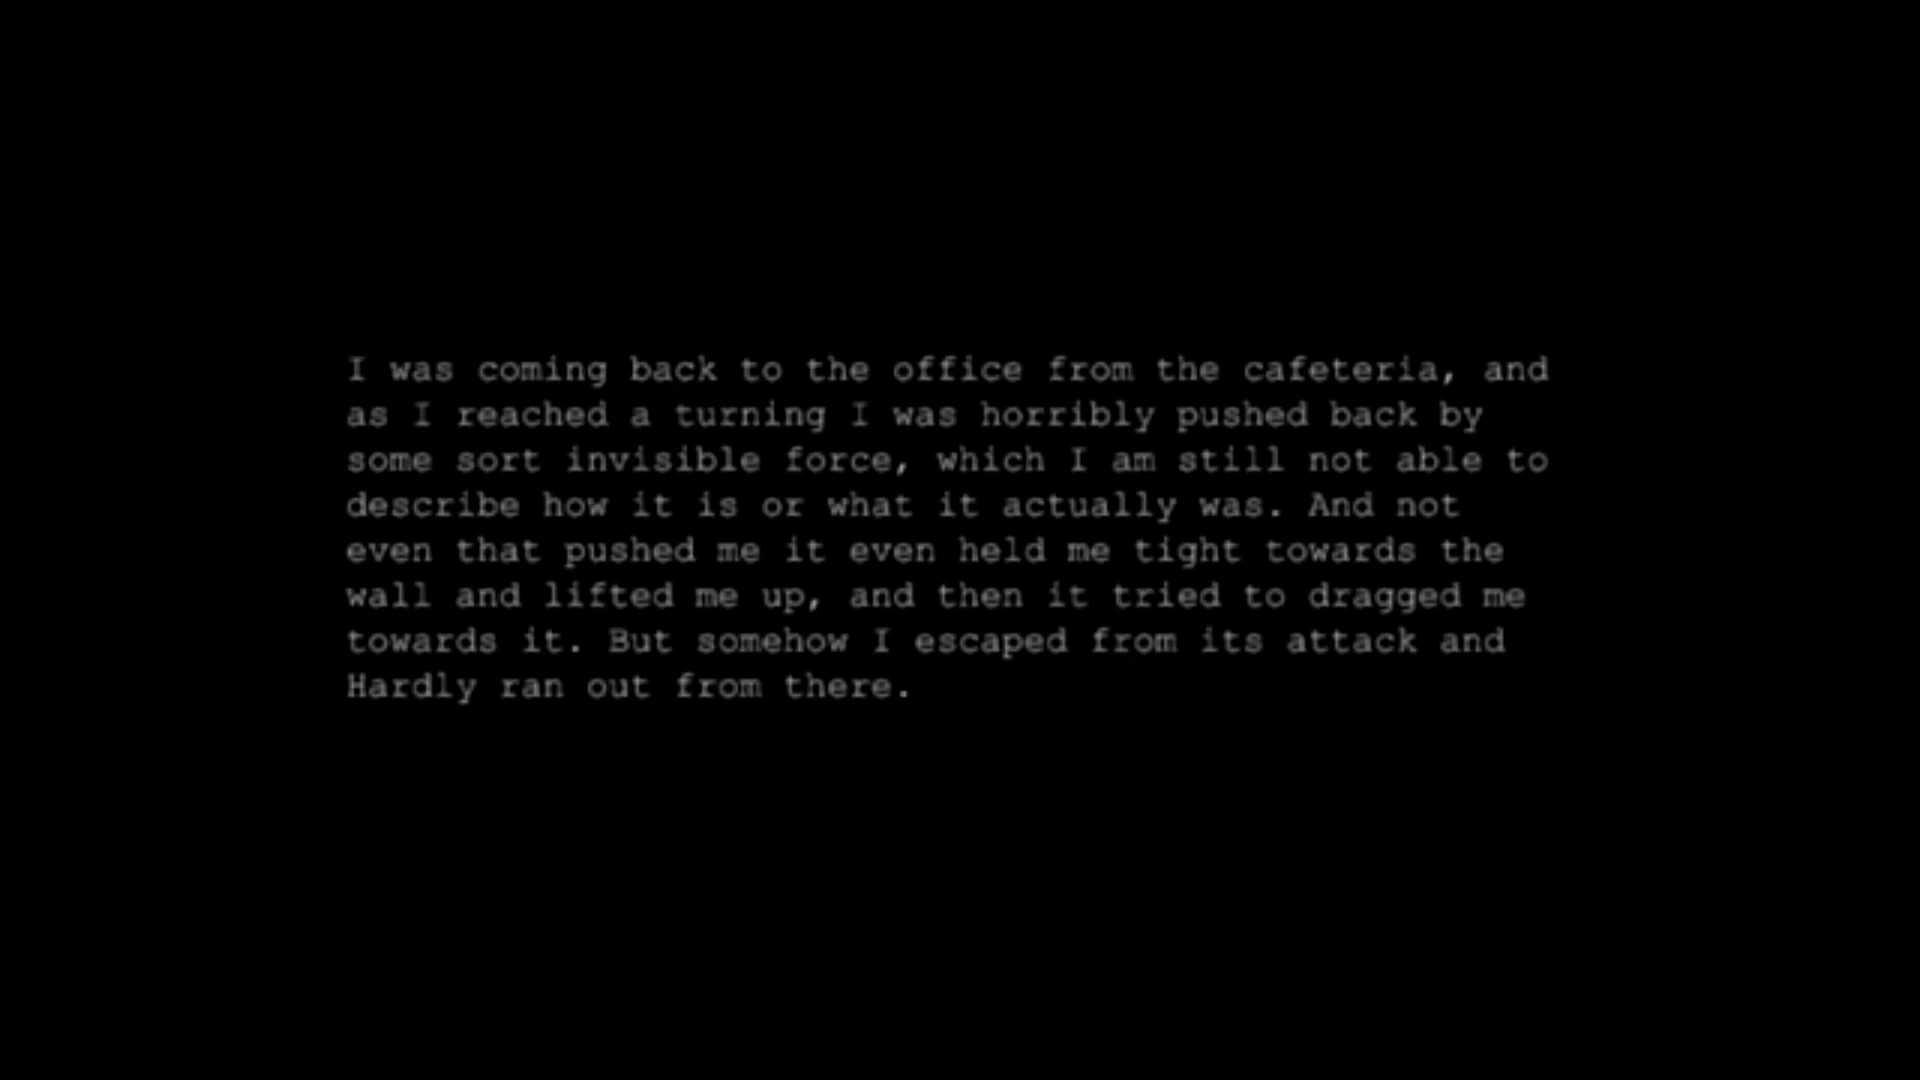 I was coming back to the office from the cafeteria, and
as I reached a turning I was horribly pushed back by
some sort invisible force, which I am still not able to
describe how it is or what it actually was. And not
even that pushed me it even held me tight towards the
wall and lifted me up, and then it tried to dragged me
towards it. But somehow I escaped from its attack and
Hardly ran out from there.